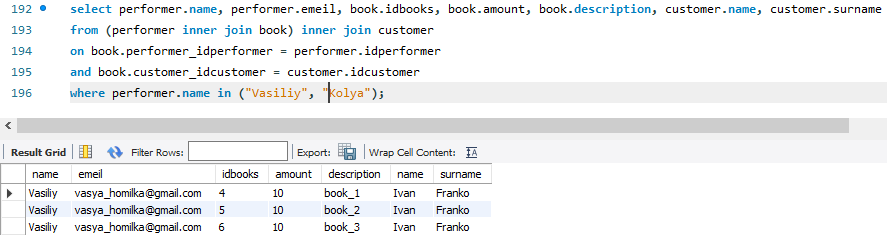 192 select performer.name, performer.emeil, book.idbooks, book.amount, book.description, customer.name, customer.surname
193 from (performer inner join book) inner join customer
194 on book.performer_idperformer = performer.idperformer
195 and book.customer_idcustomer = customer.idcustomer
196 where performer.name in ("Vasiliy", "Kolya");
Result Grid Filter Rows: Export: Wrap Cell Content:
name emeil idbooks amount description name surname
Vasiliy vasya_homilka@gmail.com 4 10 book_1 Ivan Franko
Vasiliy vasya_homilka@gmail.com 5 10 book_2 Ivan Franko
Vasiliy vasya_homilka@gmail.com 6 10 book_3 Ivan Franko